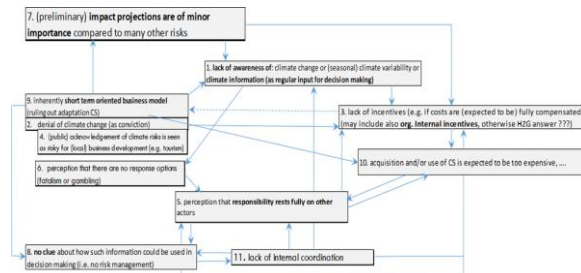 7. (preliminary) impact projections are of minor
importance compared to many other risks
1. lack of awareness of: climate change or (seasonal) climate variability or
climate information (as regular input for decision making)
9. inherently short term oriented business model
(ruling out adaptation CS)
2. denial of climate change (as conviction)
4. (public) acknowledgement of climate risks is seen
as risky for (local) business development (e.g. tourism)
3. lack of incentives (e.g. if costs are (expected to be) fully compensated)
(may include also org. Internal incentives, otherwise HZG answer ???)
10. acquisition and/or use of CS is expected to be too expensive, ....
6. perception that there are no response options
(fatalism or gambling)
5. perception that responsibility rests fully on other
actors
8. no clue about how such information could be used in
decision making (i.e. no risk management)
11. lack of internal coordination